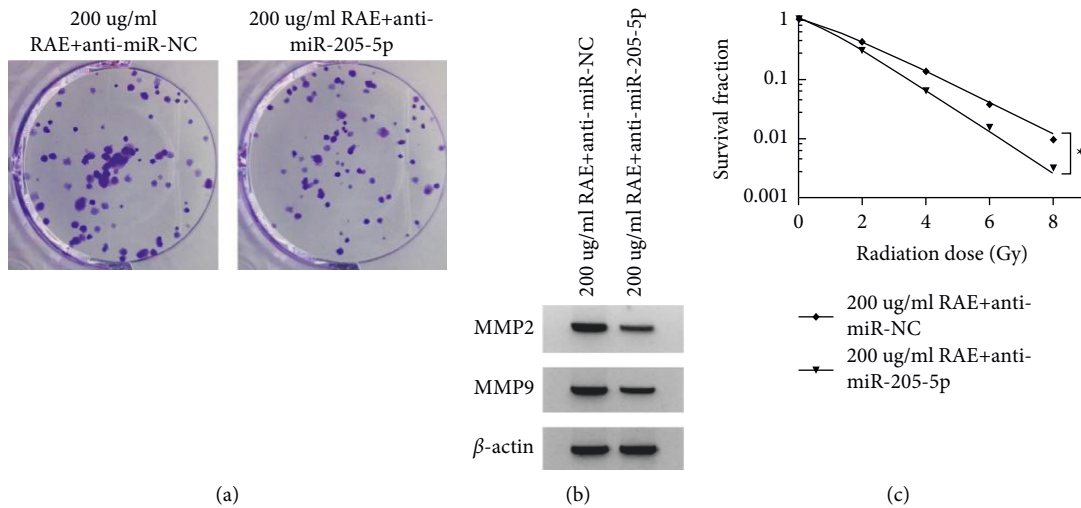 200 ug/ml
RAE+anti-miR-NC
200 ug/ml RAE+anti-
miR-205-5p
(a)
200 ug/ml RAE+anti-miR-NC
200 ug/ml RAE+anti-miR-205-5p
MMP2
MMP9
β-actin
(b)
Survival fraction
1
0.1
0.01
0.001
0
2
4
6
8
*
Radiation dose (Gy)
200 ug/ml RAE+anti-
miR-NC
200 ug/ml RAE+anti-
miR-205-5p
(c)